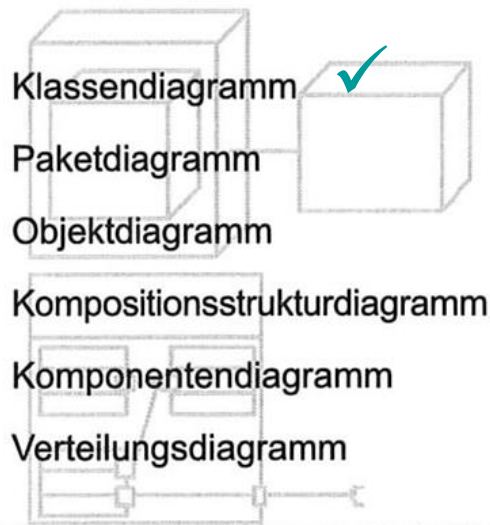 Klassendiagramm
Paketdiagramm
Objektdiagramm
Kompositionsstrukturdiagramm
Komponentendiagramm
Verteilungsdiagramm